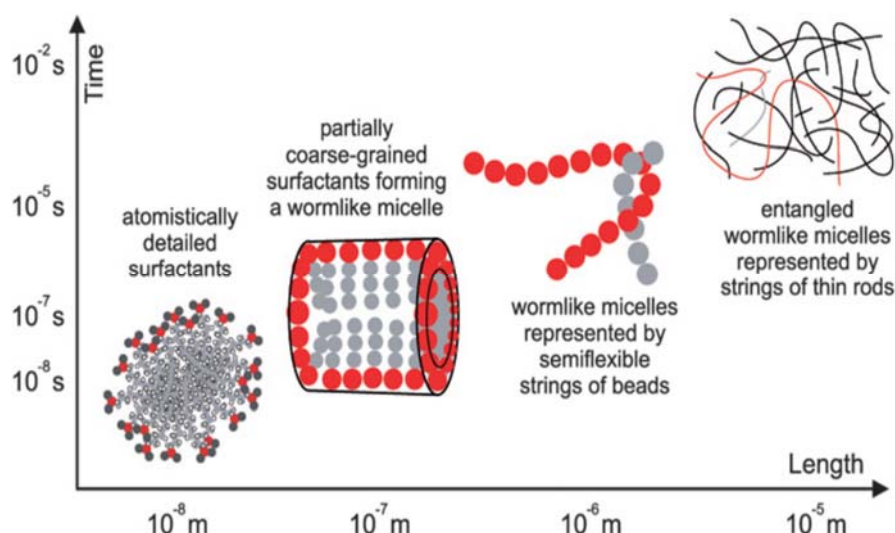 Time
10⁻² s
10⁻⁵ s
10⁻⁷ s
10⁻⁸ s
atomistically
detailed
surfactants
partially
coarse-grained
surfactants forming
a wormlike micelle
wormlike micelles
represented by
semiflexible
strings of beads
entangled
wormlike micelles
represented by
strings of thin rods
Length
10⁻⁸ m
10⁻⁷ m
10⁻⁶ m
10⁻⁵ m